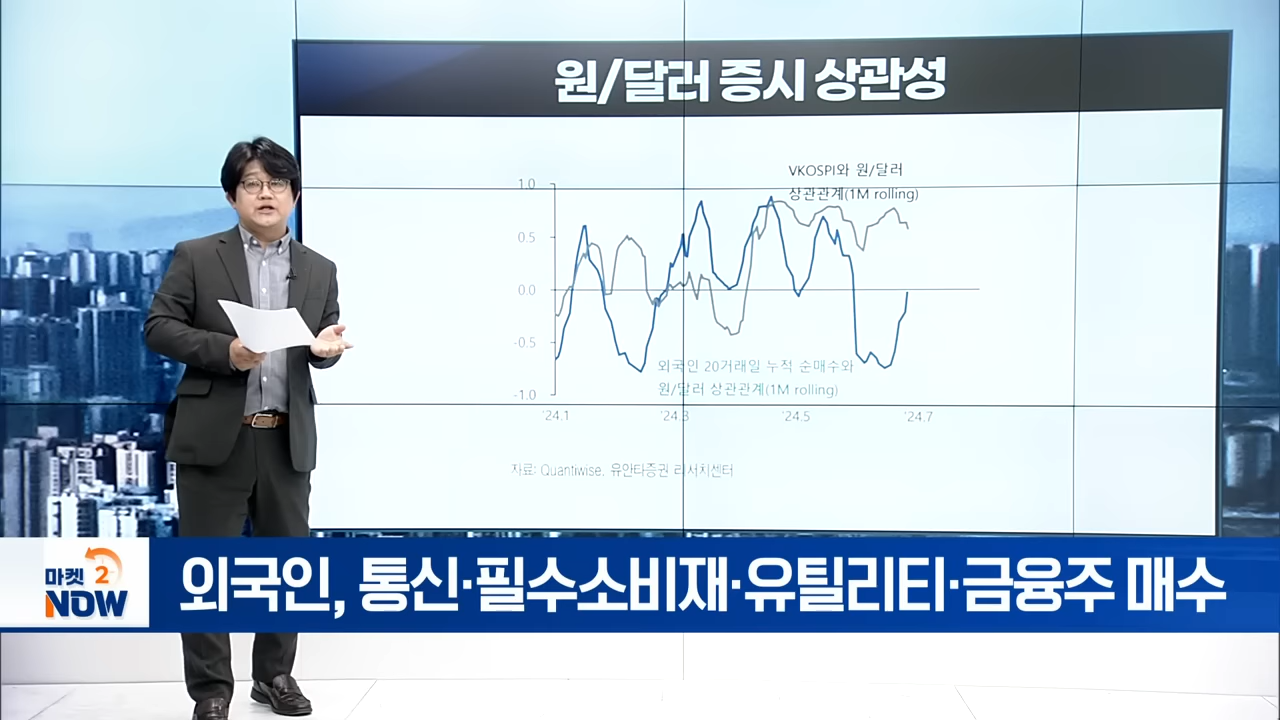 원/달러 증시 상관성
VKOSPI와 원/달러
상관관계(1M rolling)
1.0
0.5
0.0
-0.5
-1.0
외국인 20거래일 누적 순매수와
원/달러 상관관계(1M rolling)
'24.1
'24.3
'24.5
'24.7
자료: Quantiwise, 유안타증권 리서치센터
마켓 2
NOW
외국인, 통신·필수소비재·유틸리티·금융주 매수